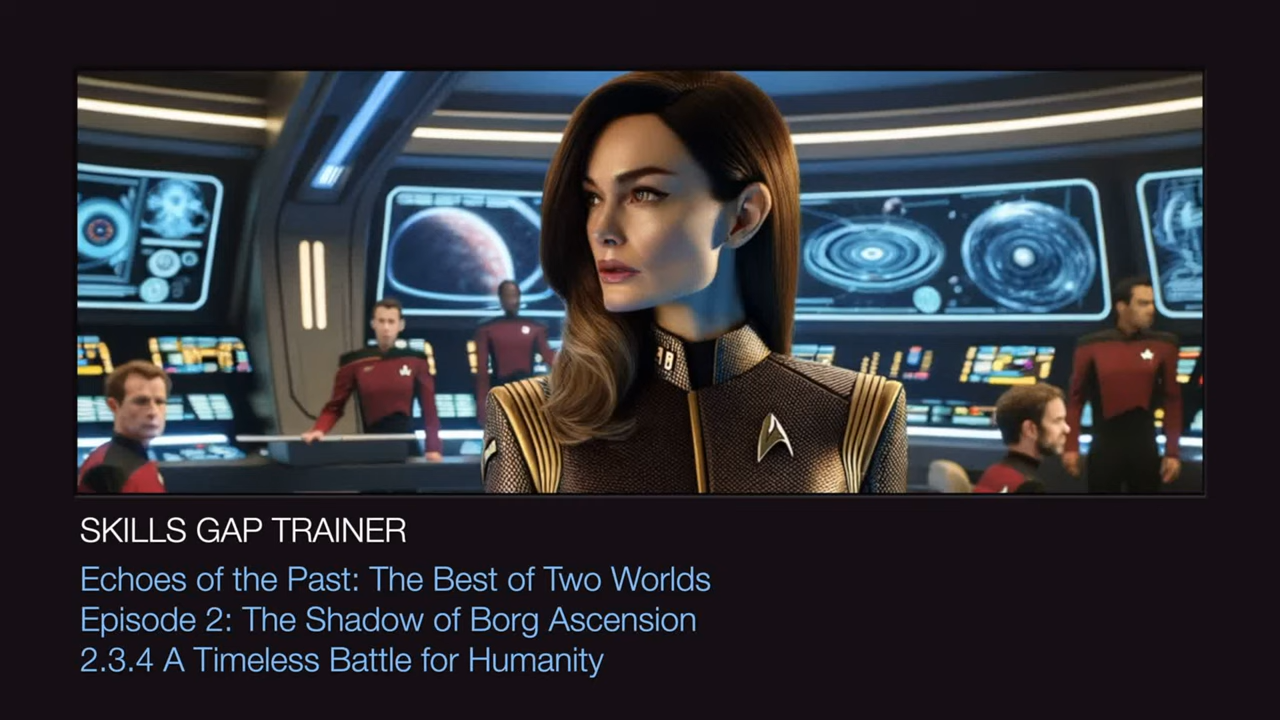 SKILLS GAP TRAINER
Echoes of the Past: The Best of Two Worlds
Episode 2: The Shadow of Borg Ascension
2.3.4 A Timeless Battle for Humanity